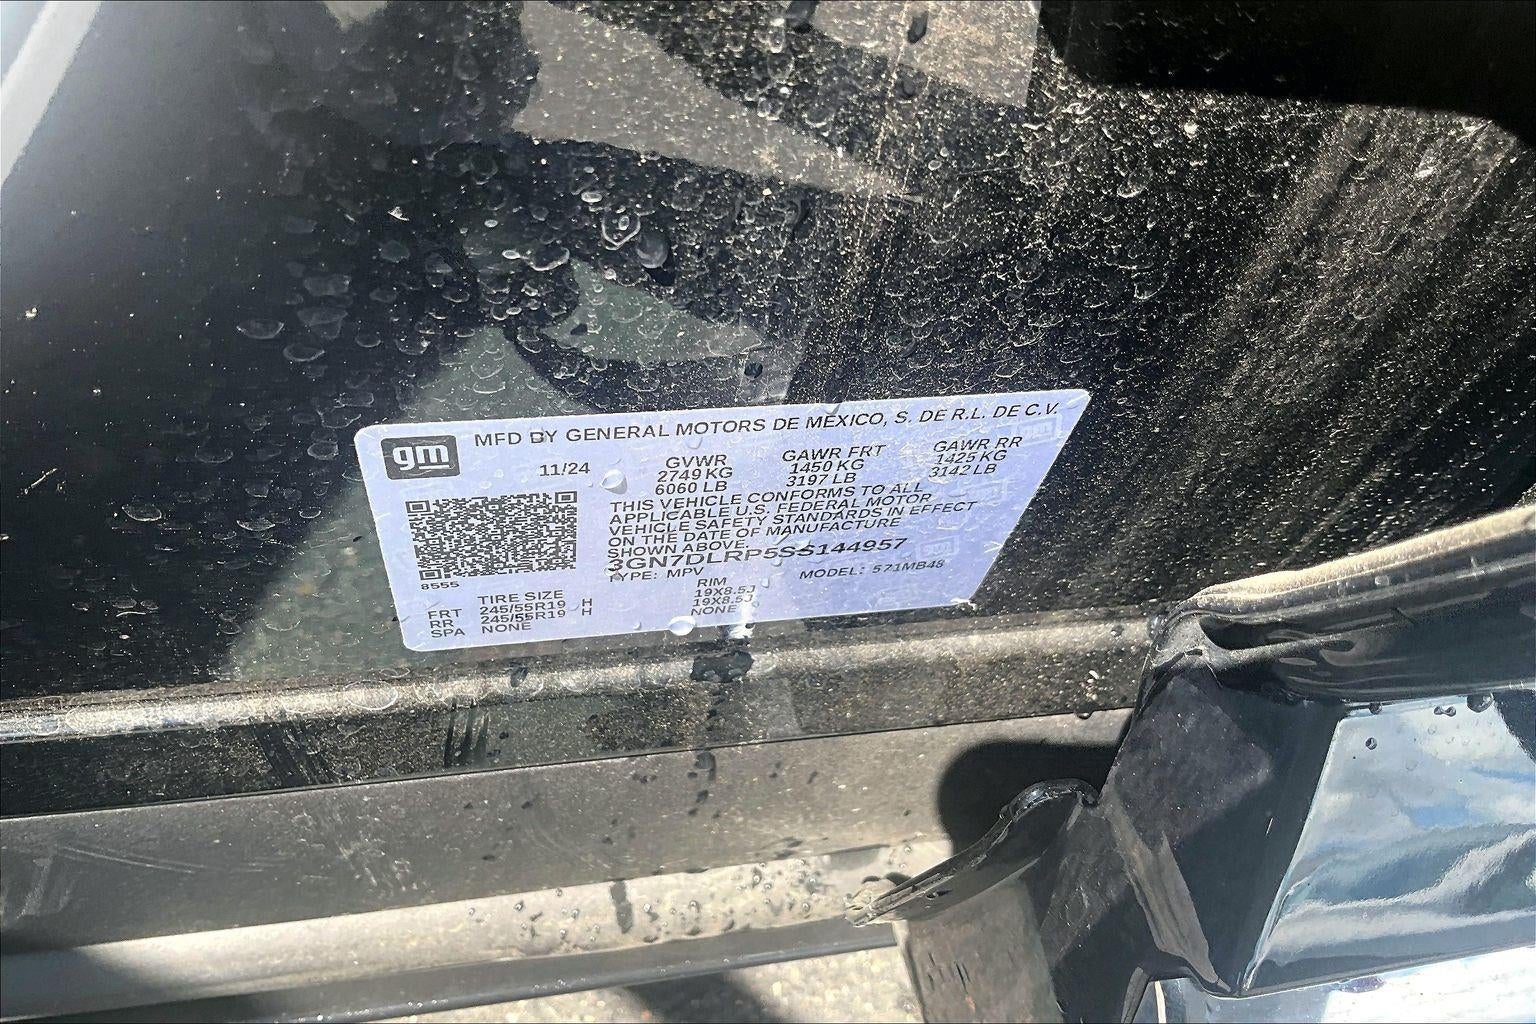 gm
MFD BY GENERAL MOTORS DE MEXICO, S. DE R.L. DE C.V.
11/24 GVWR GAWR FRT GAWR RR
2749 KG 1450 KG 1425 KG
6060 LB 3197 LB 3142 LB
THIS VEHICLE CONFORMS TO ALL
APPLICABLE U.S. FEDERAL MOTOR
VEHICLE SAFETY STANDARDS IN EFFECT
ON THE DATE OF MANUFACTURE
SHOWN ABOVE.
3GN7DLRP5SS144957
8555
TYPE: MPV MODEL: 571MB48
TIRE SIZE RIM
FRT 245/55R19 H 19X8.5J
RR 245/55R19 H 19X8.5J
SPA NONE NONE